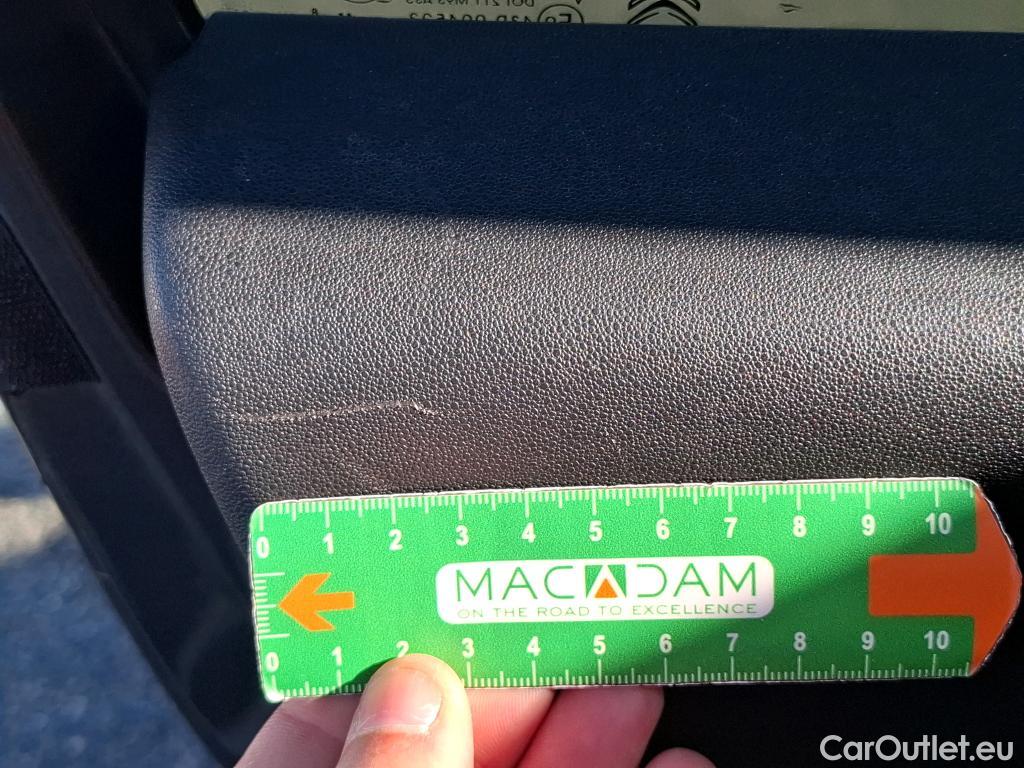 0 1 2 3 4 5 6 7 8 9 10
MACADAM
ON THE ROAD TO EXCELLENCE
0 1 2 3 4 5 6 7 8 9 10
CarOutlet.eu